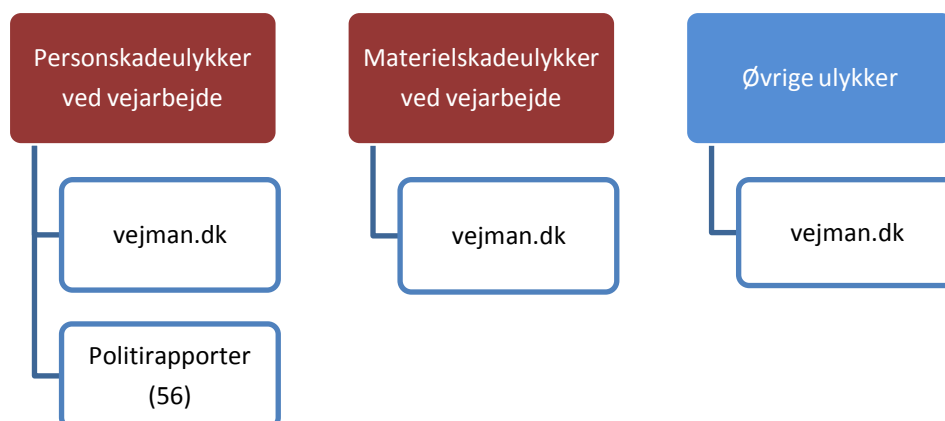 Personskadeulykker
ved vejarbejde
vejman.dk
Politirapporter
(56)
Materielskadeulykker
ved vejarbejde
vejman.dk
Øvrige ulykker
vejman.dk